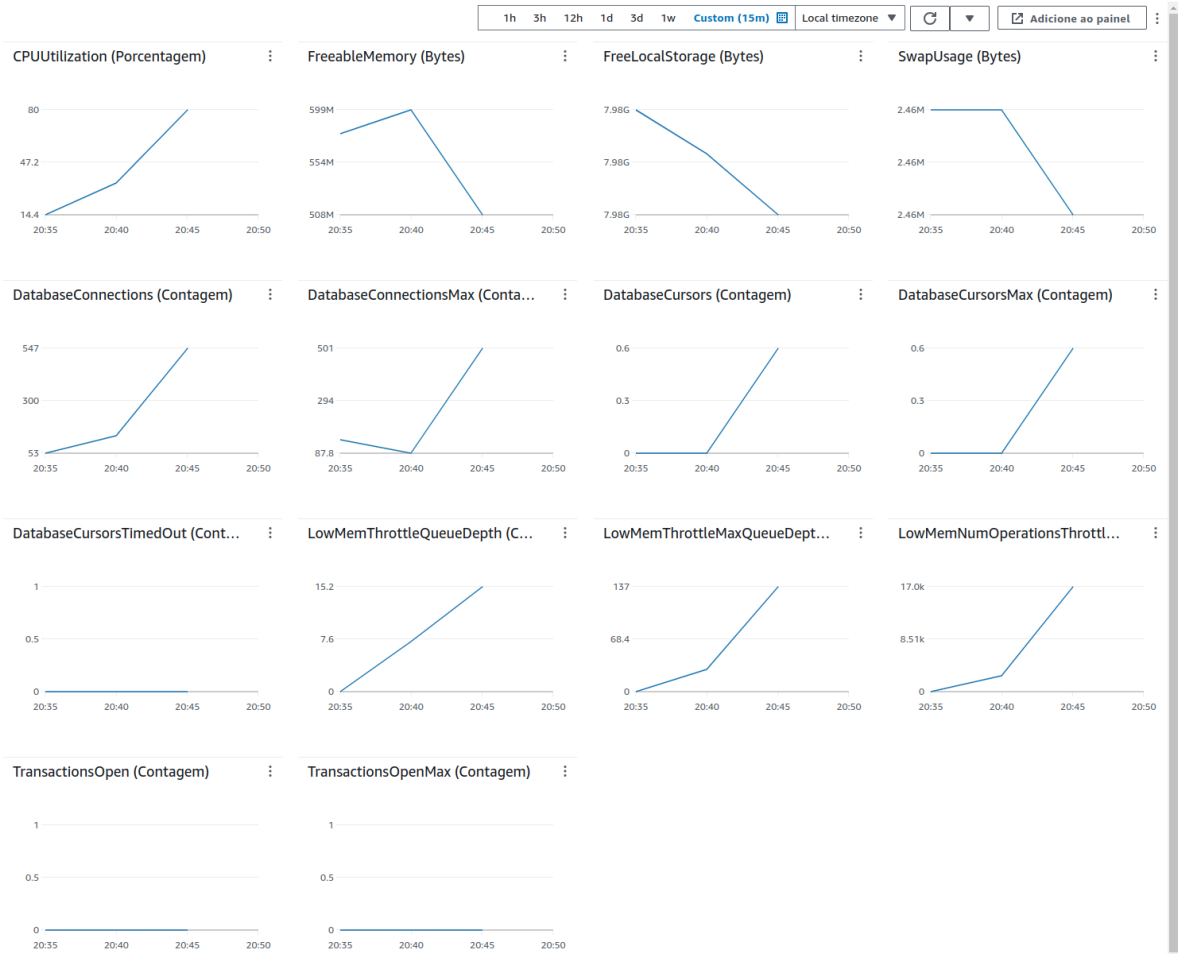 1h 3h 12h 1d 3d 1w Custom (15m) Local timezone Adicione ao painel
CPUUtilization (Porcentagem)
80
47.2
14.4
20:35 20:40 20:45 20:50
FreeableMemory (Bytes)
599M
554M
508M
20:35 20:40 20:45 20:50
FreeLocalStorage (Bytes)
7.98G
7.98G
7.98G
20:35 20:40 20:45 20:50
SwapUsage (Bytes)
2.46M
2.46M
2.46M
20:35 20:40 20:45 20:50
DatabaseConnections (Contagem)
547
300
53
20:35 20:40 20:45 20:50
DatabaseConnectionsMax (Conta...
501
294
87.8
20:35 20:40 20:45 20:50
DatabaseCursors (Contagem)
0.6
0.3
0
20:35 20:40 20:45 20:50
DatabaseCursorsMax (Contagem)
0.6
0.3
0
20:35 20:40 20:45 20:50
DatabaseCursorsTimedOut (Cont...
1
0.5
0
20:35 20:40 20:45 20:50
LowMemThrottleQueueDepth (C...
15.2
7.6
0
20:35 20:40 20:45 20:50
LowMemThrottleMaxQueueDept...
137
68.4
0
20:35 20:40 20:45 20:50
LowMemNumOperationsThrottl...
17.0k
8.51k
0
20:35 20:40 20:45 20:50
TransactionsOpen (Contagem)
1
0.5
0
20:35 20:40 20:45 20:50
TransactionsOpenMax (Contagem)
1
0.5
0
20:35 20:40 20:45 20:50